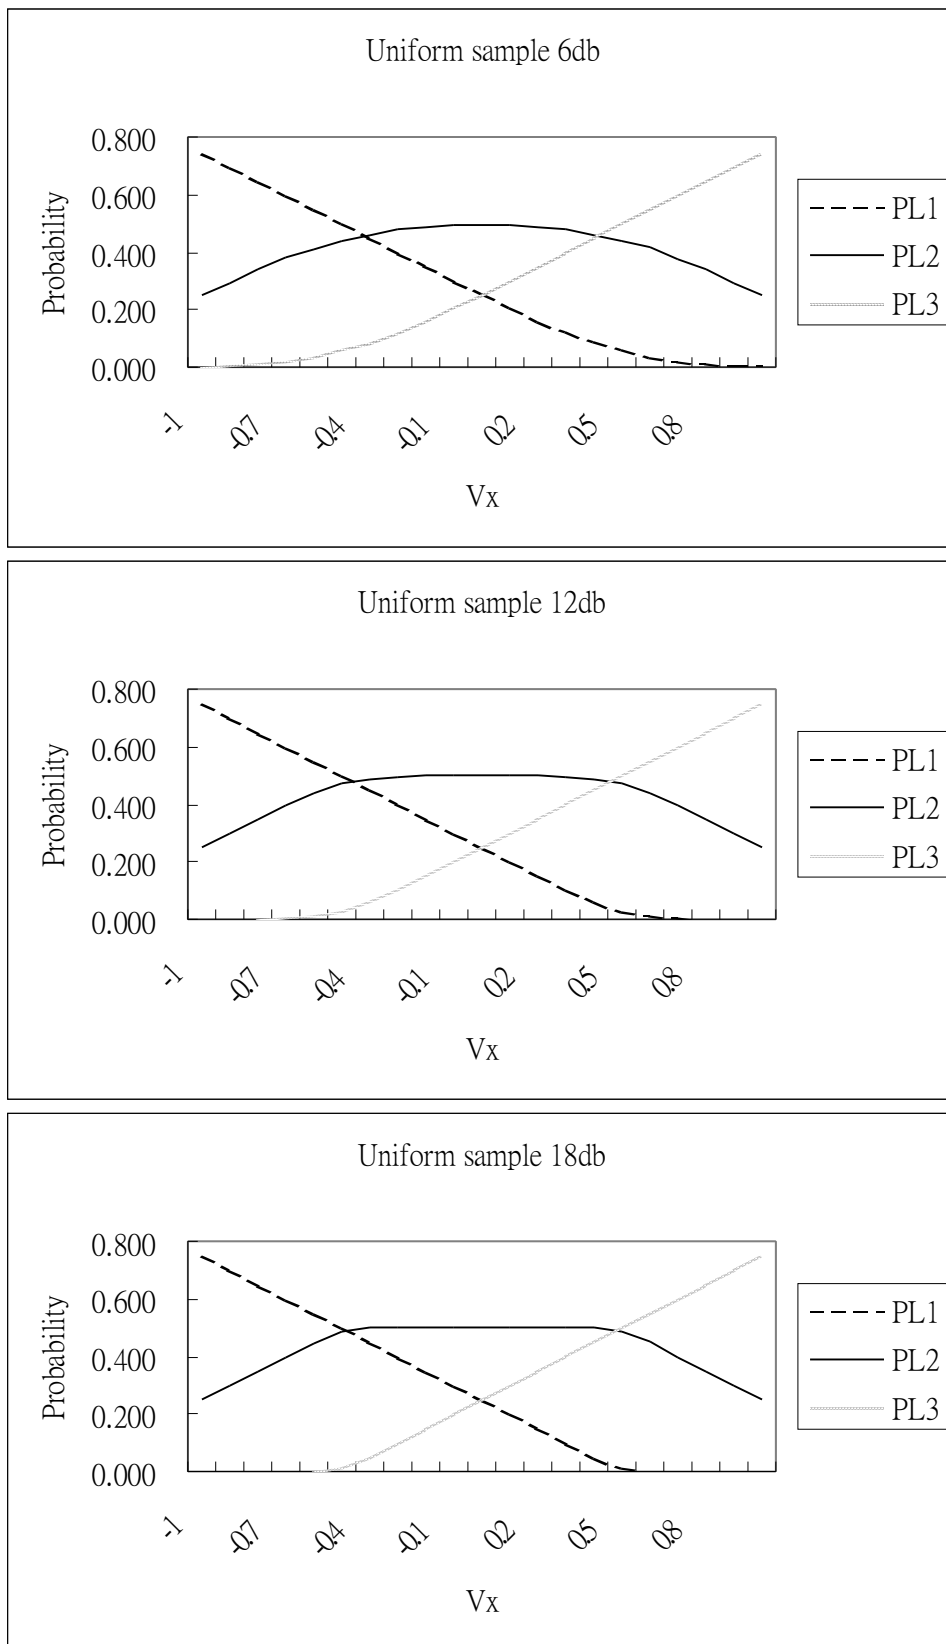 Uniform sample 6db
0.800
0.600
0.400
0.200
0.000
Probability
-1
-0.7
-0.4
-0.1
0.2
0.5
0.8
Vx
PL1
PL2
PL3
Uniform sample 12db
0.800
0.600
0.400
0.200
0.000
Probability
-1
-0.7
-0.4
-0.1
0.2
0.5
0.8
Vx
PL1
PL2
PL3
Uniform sample 18db
0.800
0.600
0.400
0.200
0.000
Probability
-1
-0.7
-0.4
-0.1
0.2
0.5
0.8
Vx
PL1
PL2
PL3